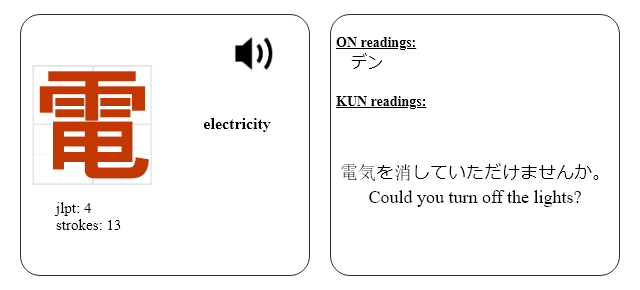 電
electricity
jlpt: 4
strokes: 13
ON readings:
デン
KUN readings:
電気を消していただけませんか。
Could you turn off the lights?